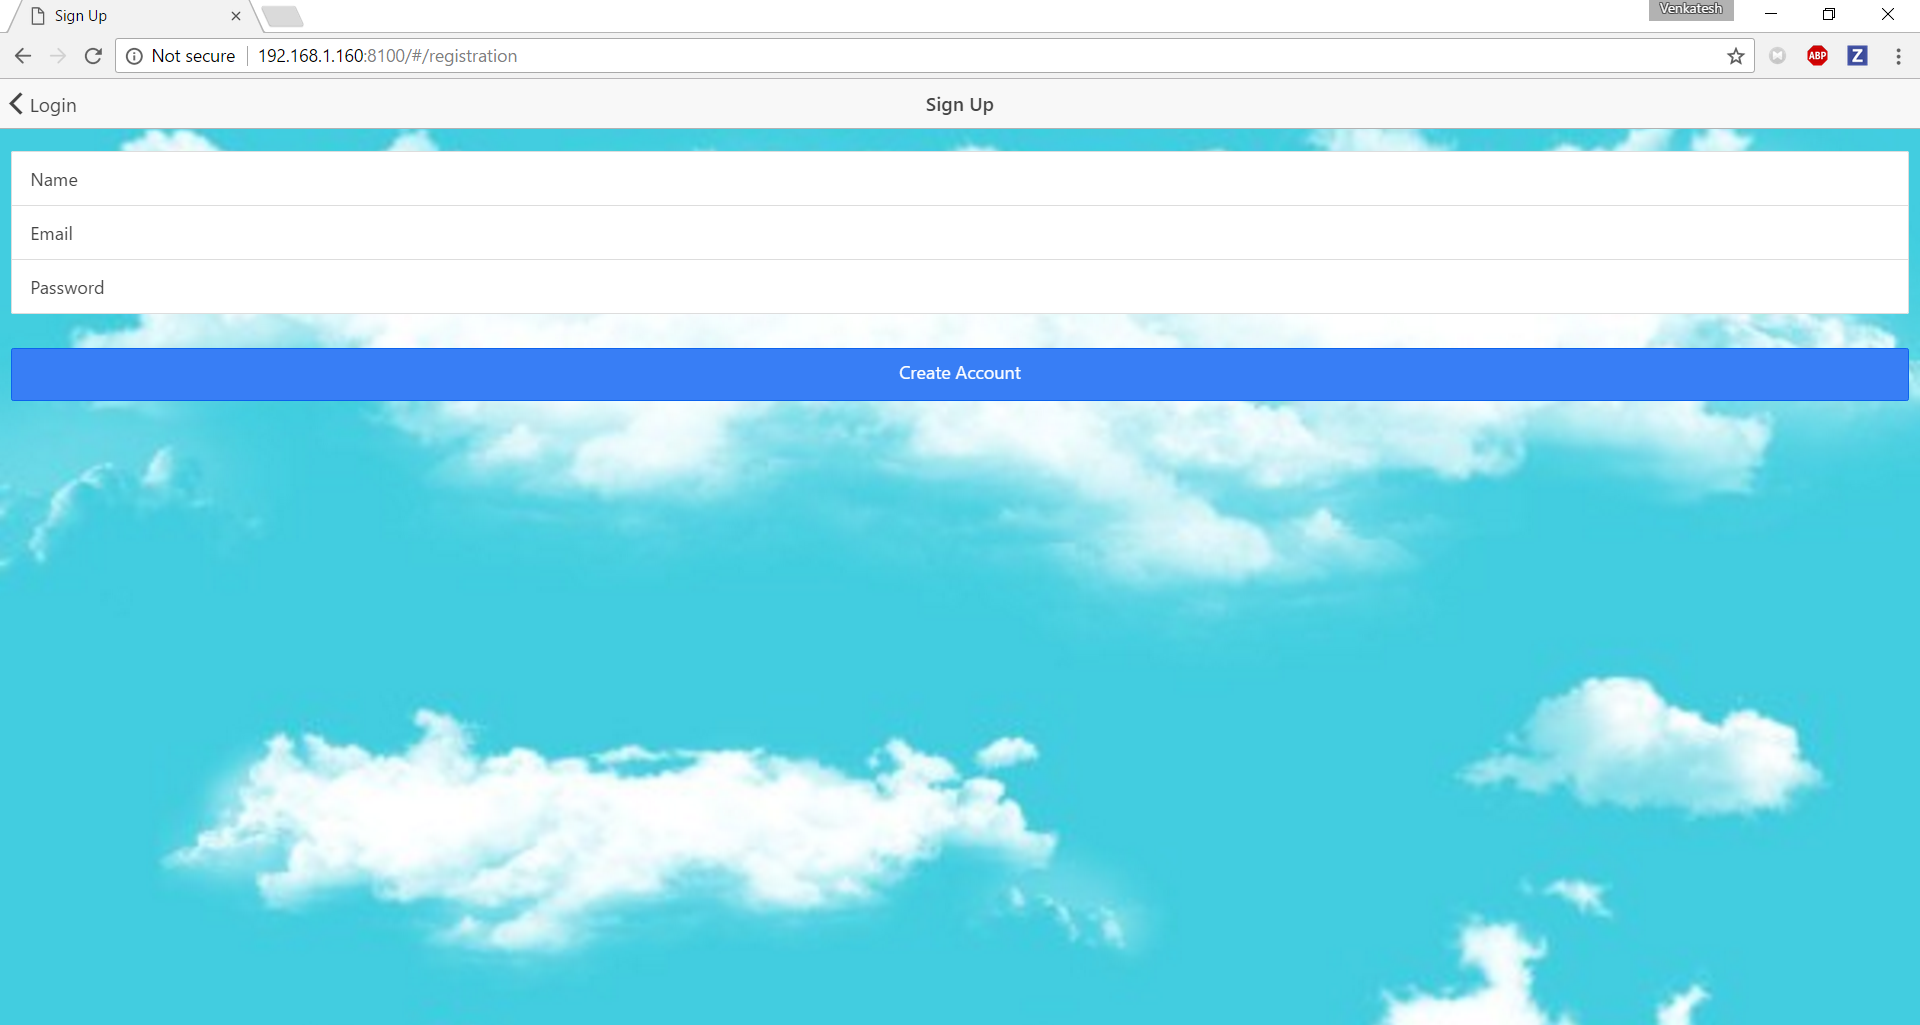 Sign Up
Venkatesh
Not secure
192.168.1.160:8100/#/registration
ABP
Z
Login
Sign Up
Name
Email
Password
Create Account